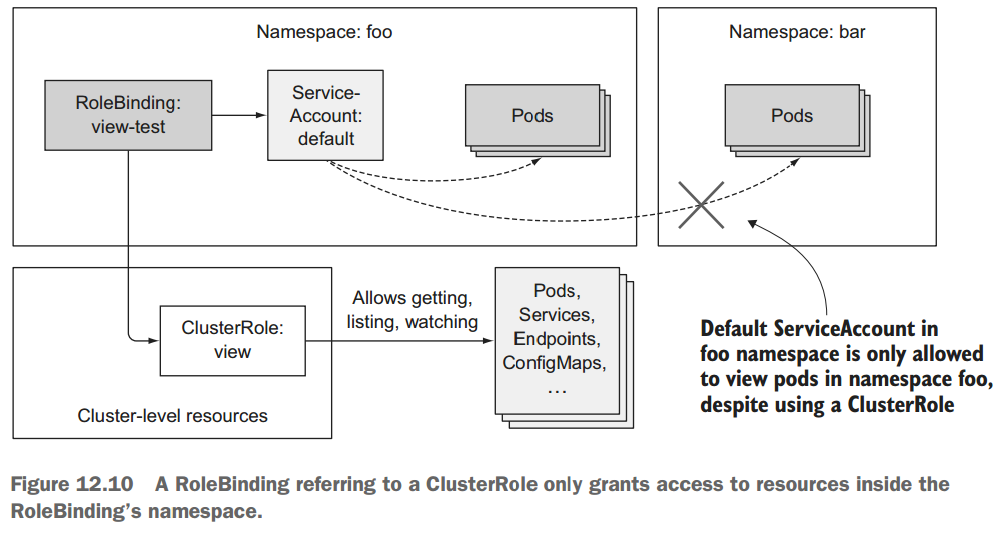 Namespace: foo
Namespace: bar
RoleBinding:
view-test
Service-
Account:
default
Pods
Pods
ClusterRole:
view
Cluster-level resources
Allows getting,
listing, watching
Pods,
Services,
Endpoints,
ConfigMaps,
…
Default ServiceAccount in
foo namespace is only allowed
to view pods in namespace foo,
despite using a ClusterRole
Figure 12.10 A RoleBinding referring to a ClusterRole only grants access to resources inside the
RoleBinding’s namespace.